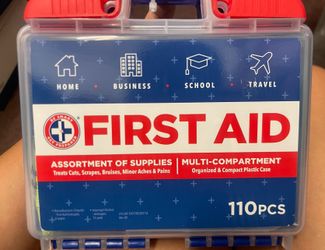 HOME BUSINESS SCHOOL TRAVEL
FIRST AID
ASSORTMENT OF SUPPLIES
Treats Cuts, Scrapes, Bruises, Minor Aches & Pains
MULTI-COMPARTMENT
Organized & Compact Plastic Case
110PCS